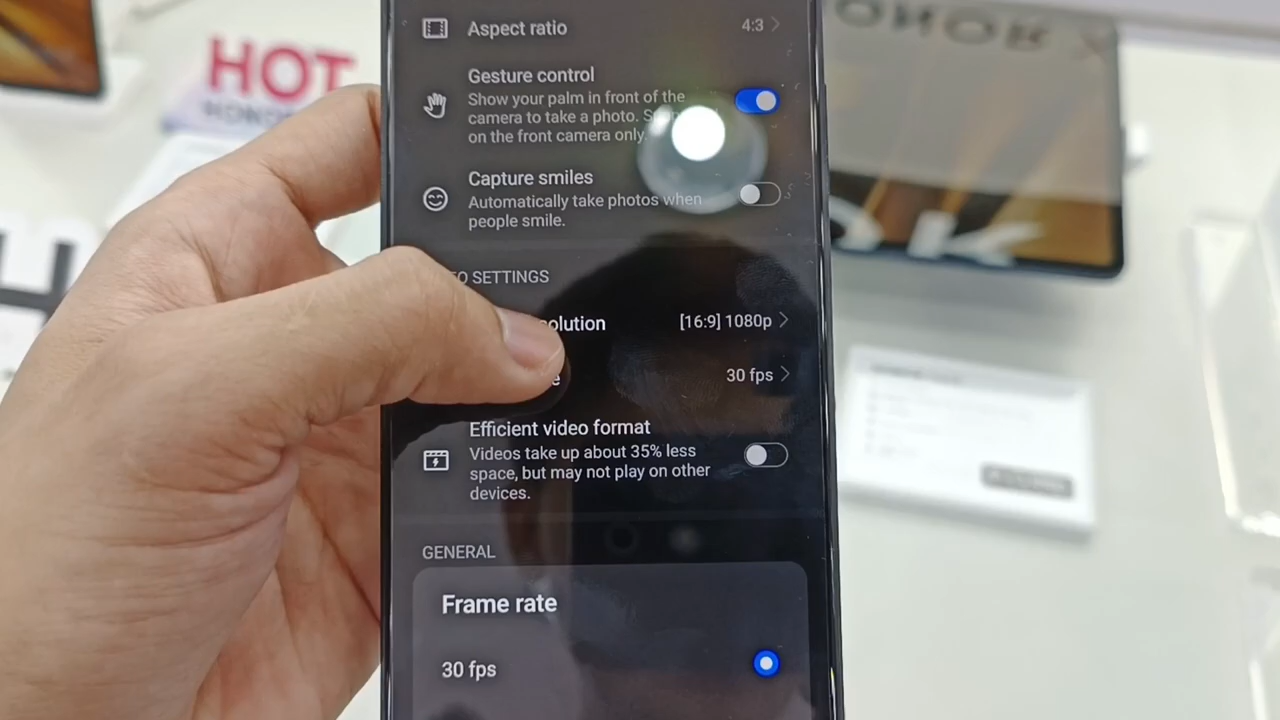 HONOR
HOT
HONOR
Aspect ratio
4:3
Gesture control
Show your palm in front of the
camera to take a photo.
on the front camera only.
Capture smiles
Automatically take photos when
people smile.
O SETTINGS
olution
[16:9] 1080p
e
30 fps
Efficient video format
Videos take up about 35% less
space, but may not play on other
devices.
GENERAL
Frame rate
30 fps